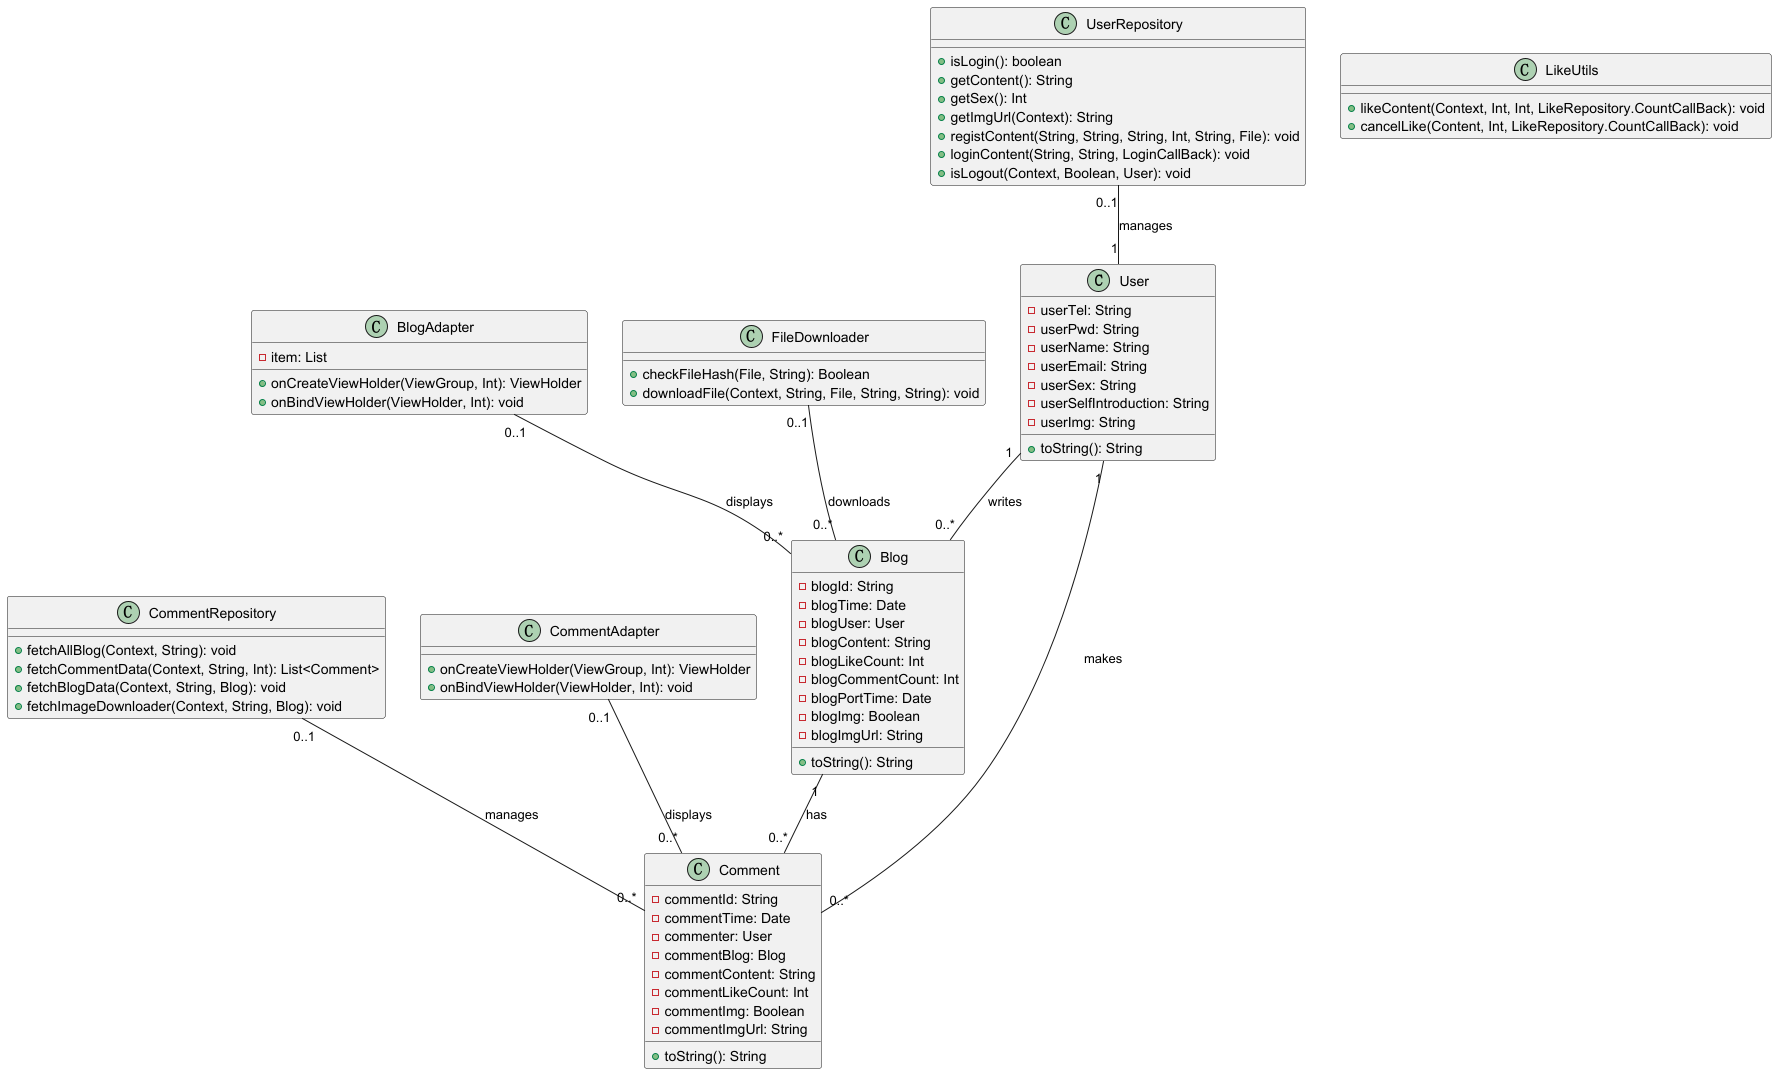 C UserRepository
isLogin(): boolean
getContent(): String
getSex(): Int
getImgUrl(Context): String
registContent(String, String, String, Int, String, File): void
loginContent(String, String, LoginCallBack): void
isLogout(Context, Boolean, User): void
C LikeUtils
likeContent(Context, Int, Int, LikeRepository.CountCallBack): void
cancelLike(Content, Int, LikeRepository.CountCallBack): void
0..1
manages
1
C User
userTel: String
userPwd: String
userName: String
userEmail: String
userSex: String
userSelfIntroduction: String
userImg: String
toString(): String
C BlogAdapter
item: List
onCreateViewHolder(ViewGroup, Int): ViewHolder
onBindViewHolder(ViewHolder, Int): void
C FileDownloader
checkFileHash(File, String): Boolean
downloadFile(Context, String, File, String, String): void
0..1
displays
0..*
0..1
downloads
0..*
1
writes
0..*
1
makes
0..*
C Blog
blogId: String
blogTime: Date
blogUser: User
blogContent: String
blogLikeCount: Int
blogCommentCount: Int
blogPortTime: Date
blogImg: Boolean
blogImgUrl: String
toString(): String
C CommentRepository
fetchAllBlog(Context, String): void
fetchCommentData(Context, String, Int): List<Comment>
fetchBlogData(Context, String, Blog): void
fetchImageDownloader(Context, String, Blog): void
C CommentAdapter
onCreateViewHolder(ViewGroup, Int): ViewHolder
onBindViewHolder(ViewHolder, Int): void
0..1
manages
0..*
0..1
displays
0..*
1
has
0..*
C Comment
commentId: String
commentTime: Date
commenter: User
commentBlog: Blog
commentContent: String
commentLikeCount: Int
commentImg: Boolean
commentImgUrl: String
toString(): String